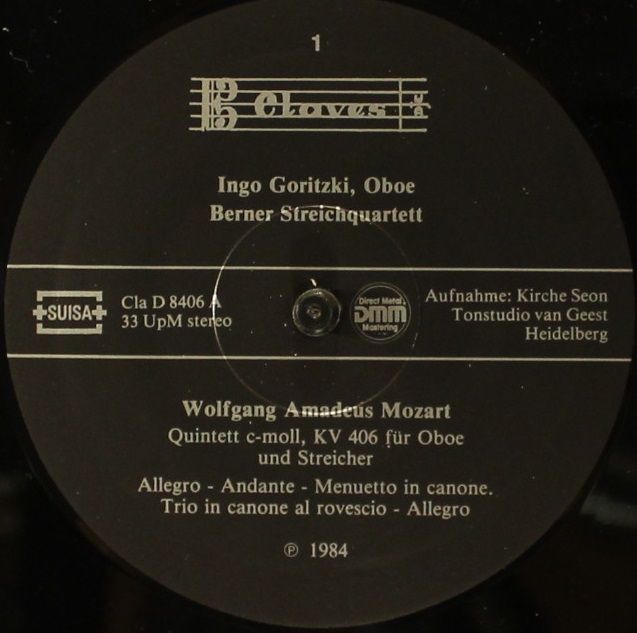 1
Claves
Ingo Goritzki, Oboe
Berner Streichquartett
SUISA
Cla D 8406 A
33 UpM stereo
Direct Metal
DMM
Mastering
Aufnahme: Kirche Seon
Tonstudio van Geest
Heidelberg
Wolfgang Amadeus Mozart
Quintett c-moll, KV 406 für Oboe
und Streicher
Allegro - Andante - Menuetto in canone.
Trio in canone al rovescio - Allegro
℗ 1984